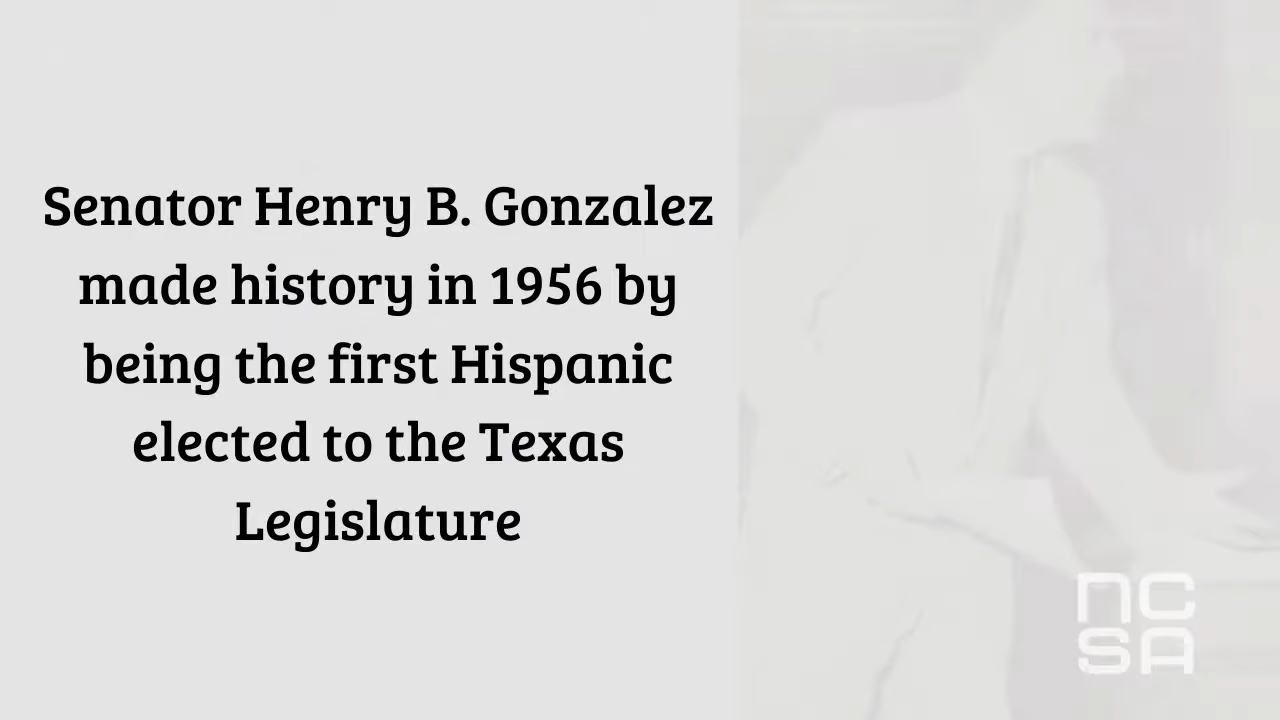 Senator Henry B. Gonzalez
made history in 1956 by
being the first Hispanic
elected to the Texas
Legislature
NC
SA